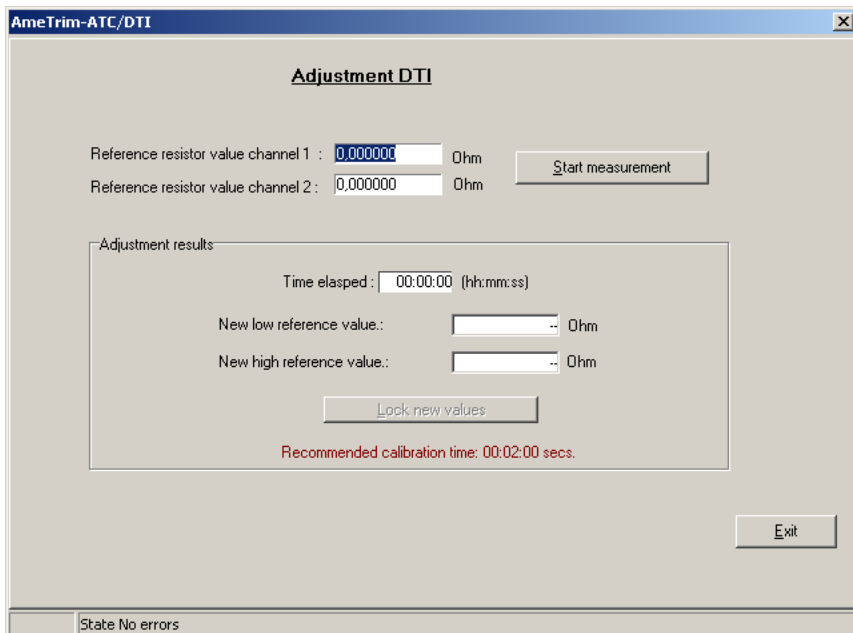 AmeTrim-ATC/DTI
Adjustment DTI
Reference resistor value channel 1 : 0,000000 Ohm
Start measurement
Reference resistor value channel 2 : 0,000000 Ohm
Adjustment results
Time elasped : 00:00:00 (hh:mm:ss)
New low reference value.: -- Ohm
New high reference value.: -- Ohm
Lock new values
Recommended calibration time: 00:02:00 secs.
Exit
State No errors